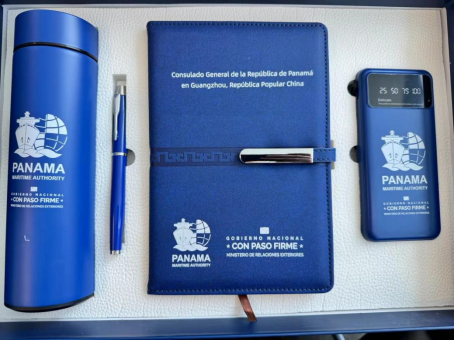 PANAMA
MARITIME AUTHORITY
GOBIERNO NACIONAL
★ CON PASO FIRME ★
MINISTERIO DE RELACIONES EXTERIORES
Consulado General de la República de Panamá
en Guangzhou, República Popular China
PANAMA
MARITIME AUTHORITY
GOBIERNO NACIONAL
★ CON PASO FIRME ★
MINISTERIO DE RELACIONES EXTERIORES
25 50 75 100
PANAMA
MARITIME AUTHORITY
GOBIERNO NACIONAL
★ CON PASO FIRME ★
MINISTERIO DE RELACIONES EXTERIORES